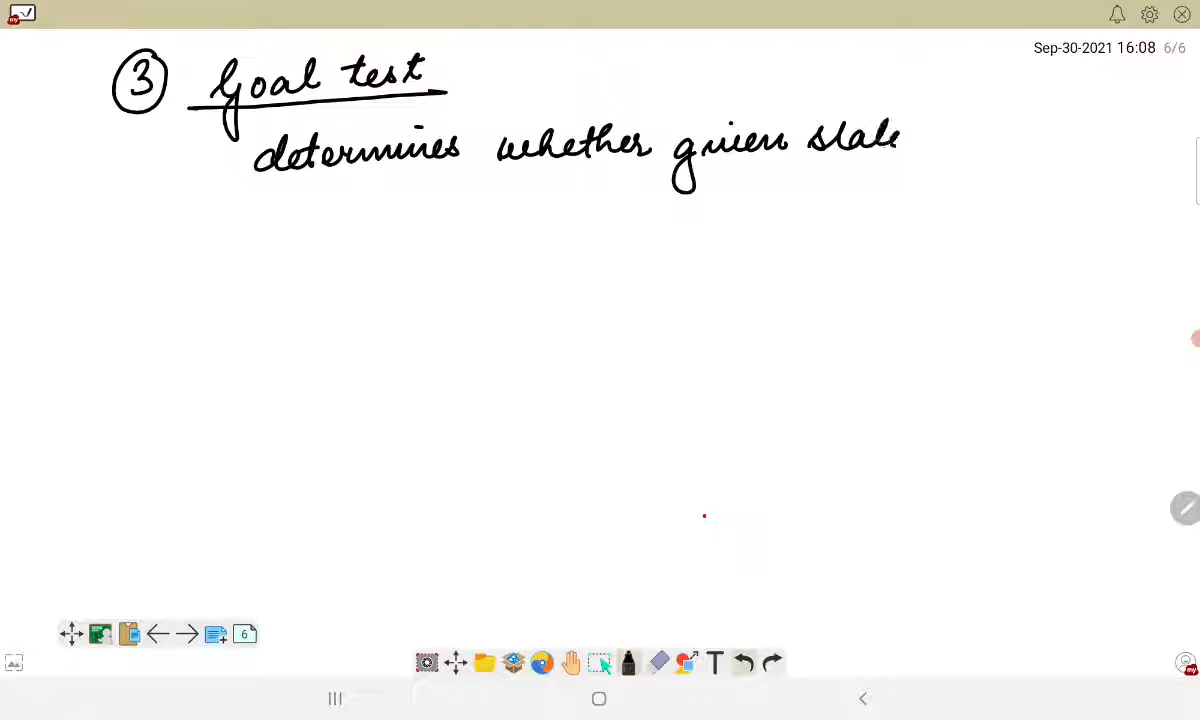 Sep-30-2021 16:08 6/6
3 Goal test
determines whether given state
6
T